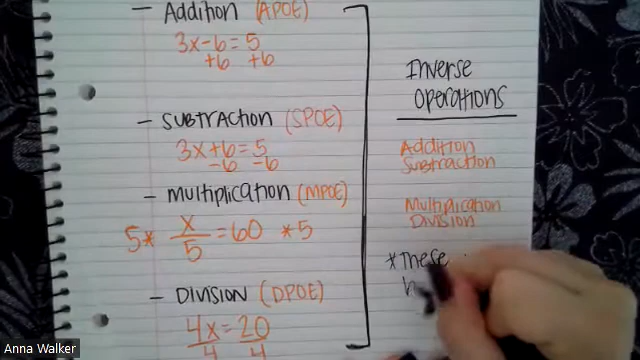 - Addition (APOE)
3x-6=5
+6 +6
- Subtraction (SPOE)
3x+6=5
-6 -6
- Multiplication (MPOE)
5* x/5 = 60 *5
- Division (DPOE)
4x=20
4 4
Inverse
Operations
Addition
Subtraction
Multiplication
Division
*These
Anna Walker